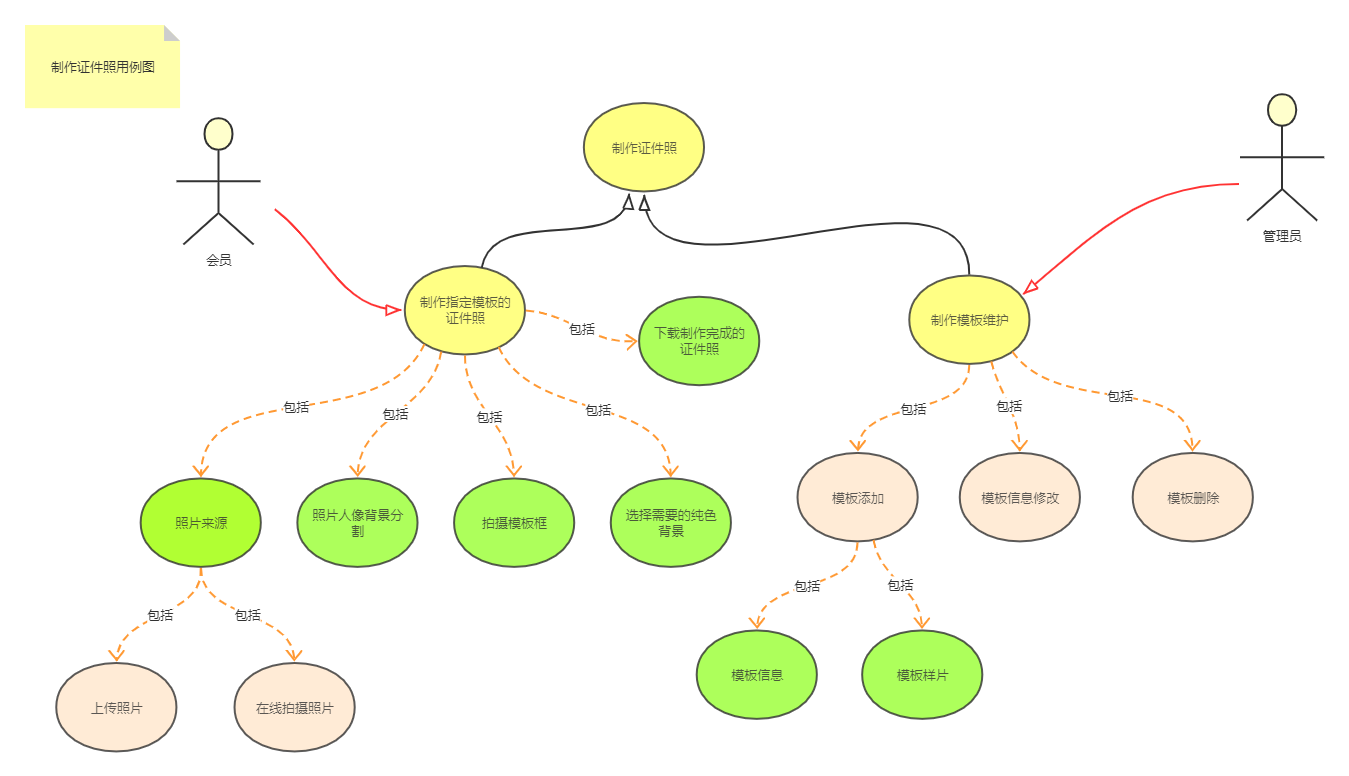 制作证件照用例图
制作证件照
会员
管理员
制作指定模板的
证件照
包括
下载制作完成的
证件照
制作模板维护
包括
包括
包括
包括
包括
包括
包括
照片来源
照片人像背景分
割
拍摄模板框
选择需要的纯色
背景
模板添加
模板信息修改
模板删除
包括
包括
包括
包括
上传照片
在线拍摄照片
模板信息
模板样片